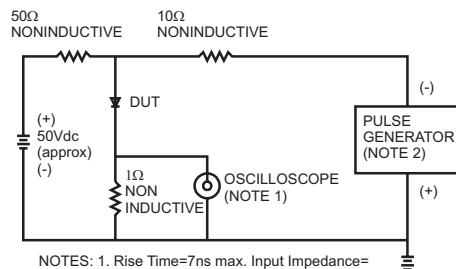 50Ω
NONINDUCTIVE
10Ω
NONINDUCTIVE
(+)
50Vdc
(approx)
(-)
DUT
1Ω
NON
INDUCTIVE
OSCILLOSCOPE
(NOTE 1)
(-)
PULSE
GENERATOR
(NOTE 2)
(+)
NOTES: 1. Rise Time=7ns max. Input Impedance=